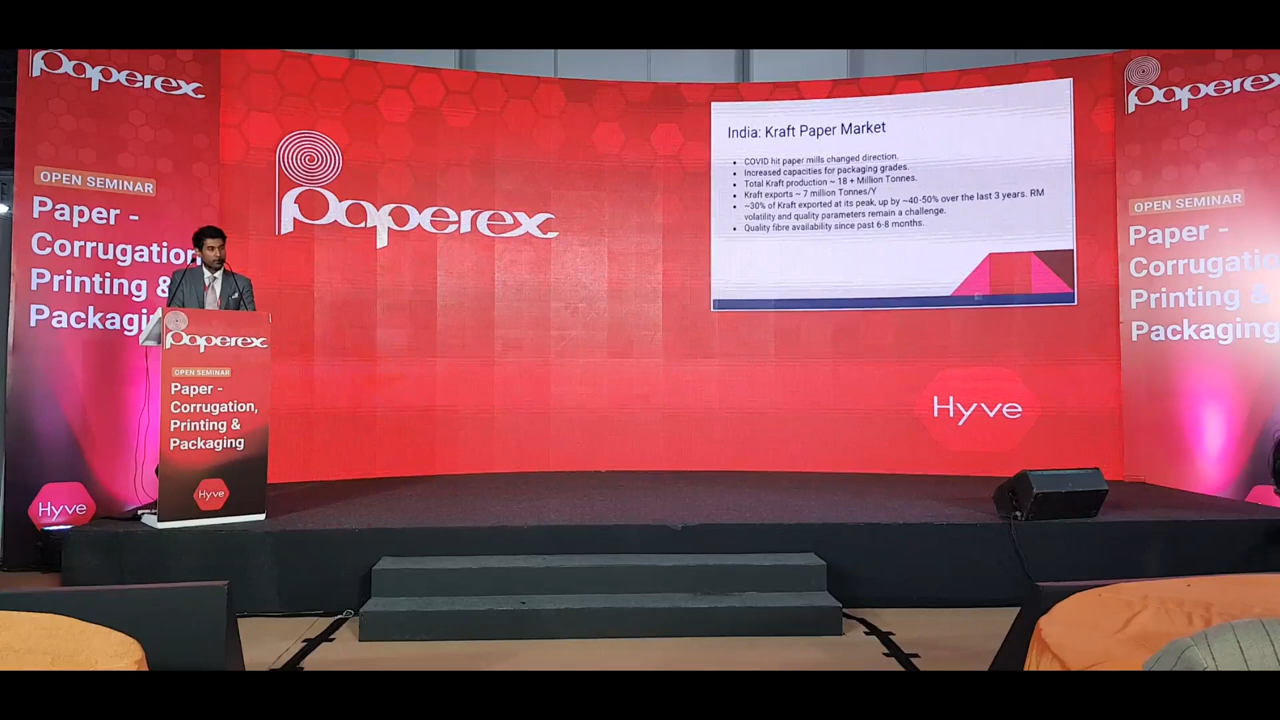 Paperex
OPEN SEMINAR
Paper -
Corrugation
Printing &
Packagi
Hyve
Paperex
OPEN SEMINAR
Paper -
Corrugation,
Printing &
Packaging
Hyve
Paperex
India: Kraft Paper Market
• COVID hit paper mills changed direction.
• Increased capacities for packaging grades.
• Total Kraft production ~ 18 + Million Tonnes.
• Kraft exports ~ 7 million Tonnes/Y
• ~30% of Kraft exported at its peak, up by ~40-50% over the last 3 years. RM
volatility and quality parameters remain a challenge.
• Quality fibre availability since past 6-8 months.
Hyve
Paperex
OPEN SEMINAR
Paper -
Corrugatio
Printing &
Packaging